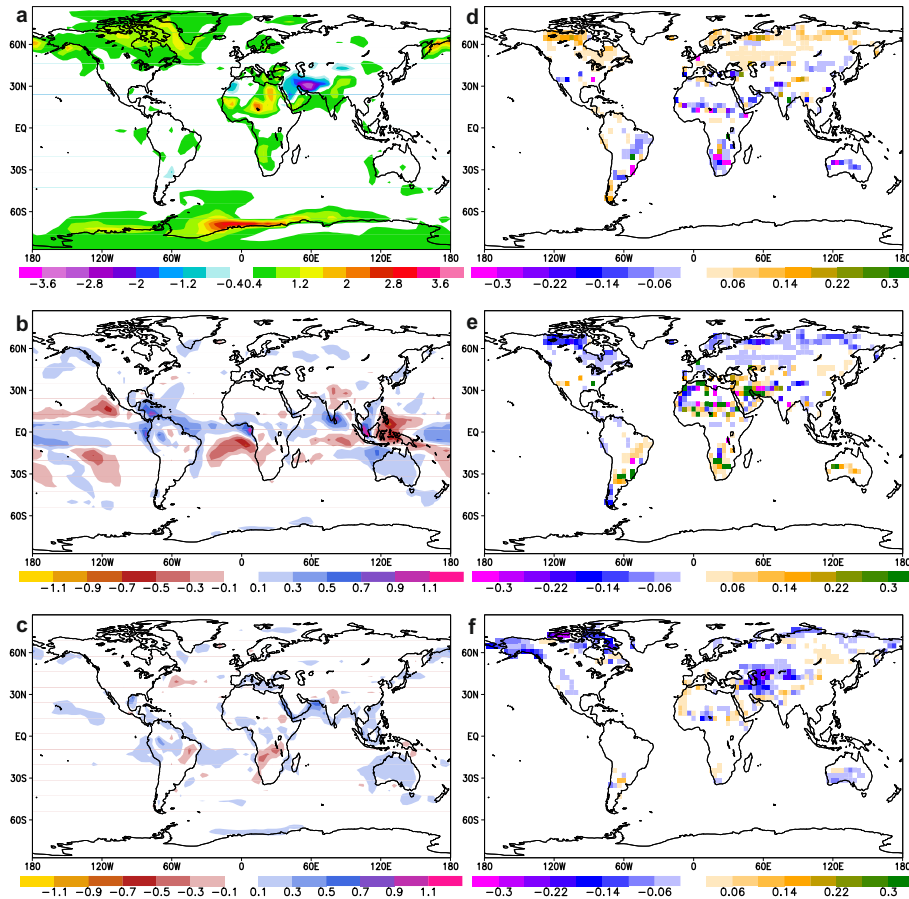 a
60N
30N
EQ
30S
60S
180 120W 60W 0 60E 120E 180
−3.6 −2.8 −2 −1.2 −0.4 0.4 1.2 2 2.8 3.6
d
60N
30N
EQ
30S
60S
180 120W 60W 0 60E 120E 180
−0.3 −0.22 −0.14 −0.06 0.06 0.14 0.22 0.3
b
60N
30N
EQ
30S
60S
180 120W 60W 0 60E 120E 180
−1.1 −0.9 −0.7 −0.5 −0.3 −0.1 0.1 0.3 0.5 0.7 0.9 1.1
e
60N
30N
EQ
30S
60S
180 120W 60W 0 60E 120E 180
−0.3 −0.22 −0.14 −0.06 0.06 0.14 0.22 0.3
c
60N
30N
EQ
30S
60S
180 120W 60W 0 60E 120E 180
−1.1 −0.9 −0.7 −0.5 −0.3 −0.1 0.1 0.3 0.5 0.7 0.9 1.1
f
60N
30N
EQ
30S
60S
180 120W 60W 0 60E 120E 180
−0.3 −0.22 −0.14 −0.06 0.06 0.14 0.22 0.3